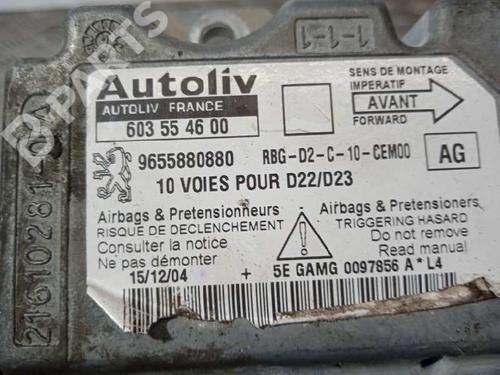 B-PARTS
1-1-1
Autoliv
AUTOLIV FRANCE
603 55 46 00
SENS DE MONTAGE
IMPERATIF
AVANT
FORWARD
9655880880 RBG-D2-C-10-CEM00 AG
10 VOIES POUR D22/D23
Airbags & Pretensionneurs
RISQUE DE DECLENCHEMENT
Consulter la notice
Ne pas démonter
Airbags & Pretensioners
TRIGGERING HASARD
Do not remove
Read manual
15/12/04 + 5E GAMG 0097856 A * L4
21610281